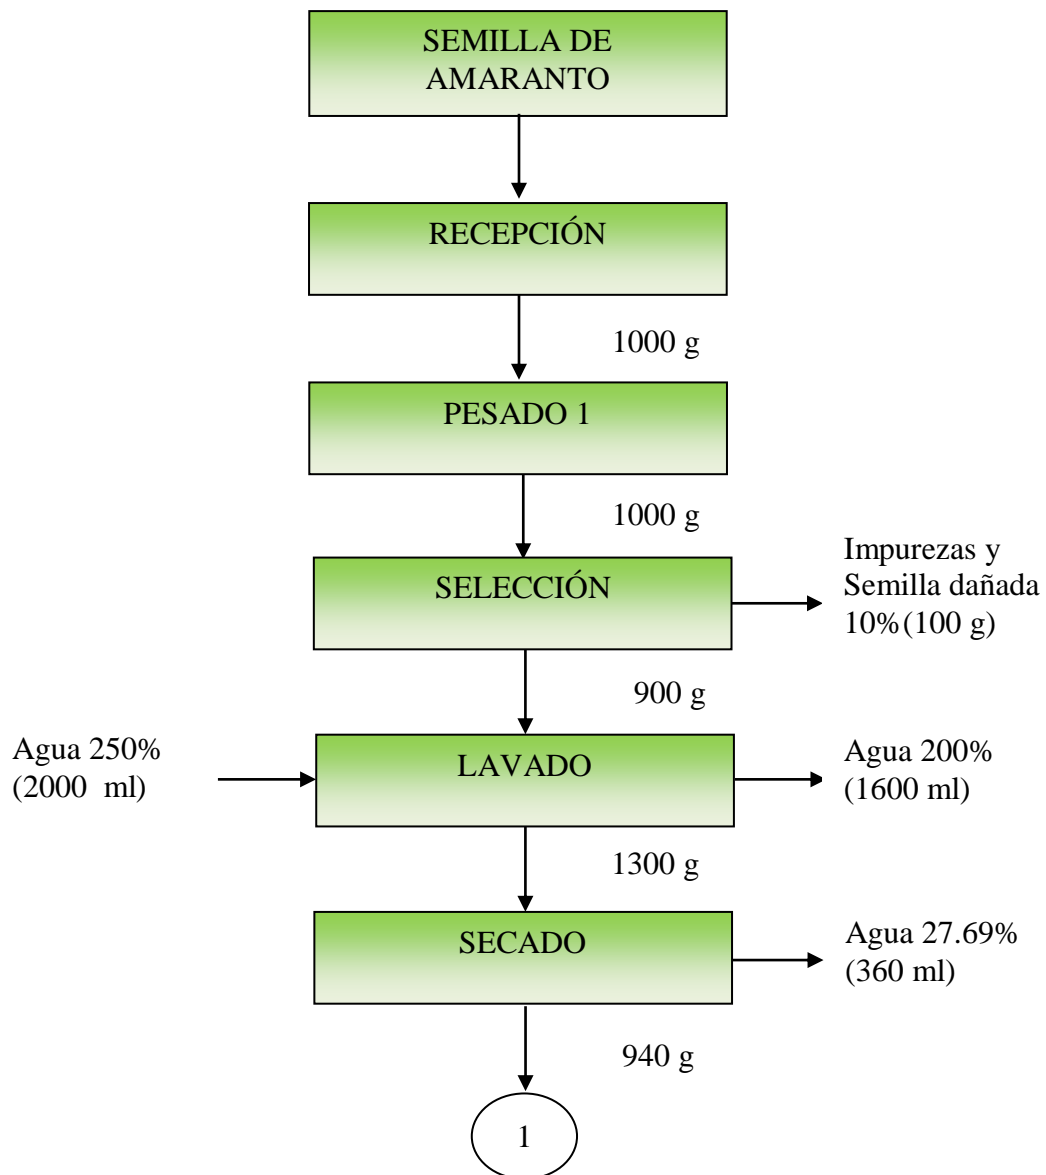 SEMILLA DE
AMARANTO
RECEPCIÓN
1000 g
PESADO 1
1000 g
SELECCIÓN
Impurezas y
Semilla dañada
10%(100 g)
900 g
Agua 250%
(2000 ml)
LAVADO
Agua 200%
(1600 ml)
1300 g
SECADO
Agua 27.69%
(360 ml)
940 g
1